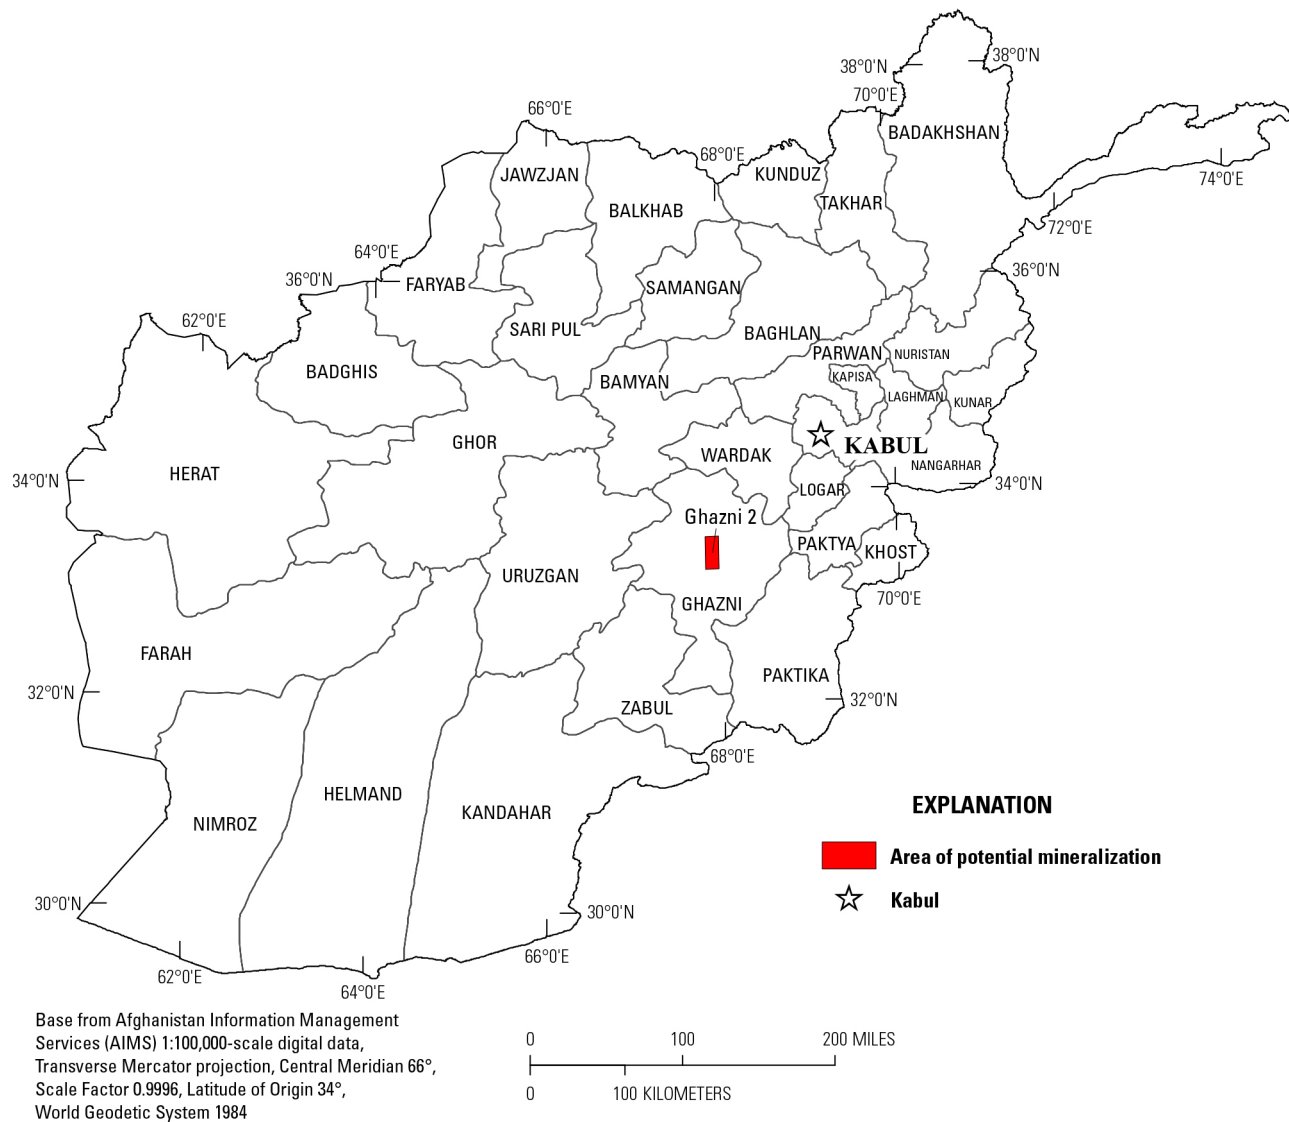 38°0'N
38°0'N
70°0'E
66°0'E
BADAKHSHAN
68°0'E
KUNDUZ
JAWZJAN
74°0'E
TAKHAR
BALKHAB
72°0'E
64°0'E
36°0'N
36°0'N
FARYAB
SAMANGAN
62°0'E
SARI PUL
BAGHLAN
PARWAN
NURISTAN
BADGHIS
BAMYAN
KAPISA
LAGHMAN
KUNAR
GHOR
KABUL
WARDAK
NANGARHAR
HERAT
34°0'N
34°0'N
LOGAR
Ghazni 2
PAKTYA
KHOST
URUZGAN
70°0'E
GHAZNI
FARAH
PAKTIKA
32°0'N
32°0'N
ZABUL
68°0'E
HELMAND
KANDAHAR
NIMROZ
30°0'N
30°0'N
66°0'E
62°0'E
64°0'E
EXPLANATION
Area of potential mineralization
Kabul
Base from Afghanistan Information Management
Services (AIMS) 1:100,000-scale digital data,
Transverse Mercator projection, Central Meridian 66°,
Scale Factor 0.9996, Latitude of Origin 34°,
World Geodetic System 1984
0 100 200 MILES
0 100 KILOMETERS